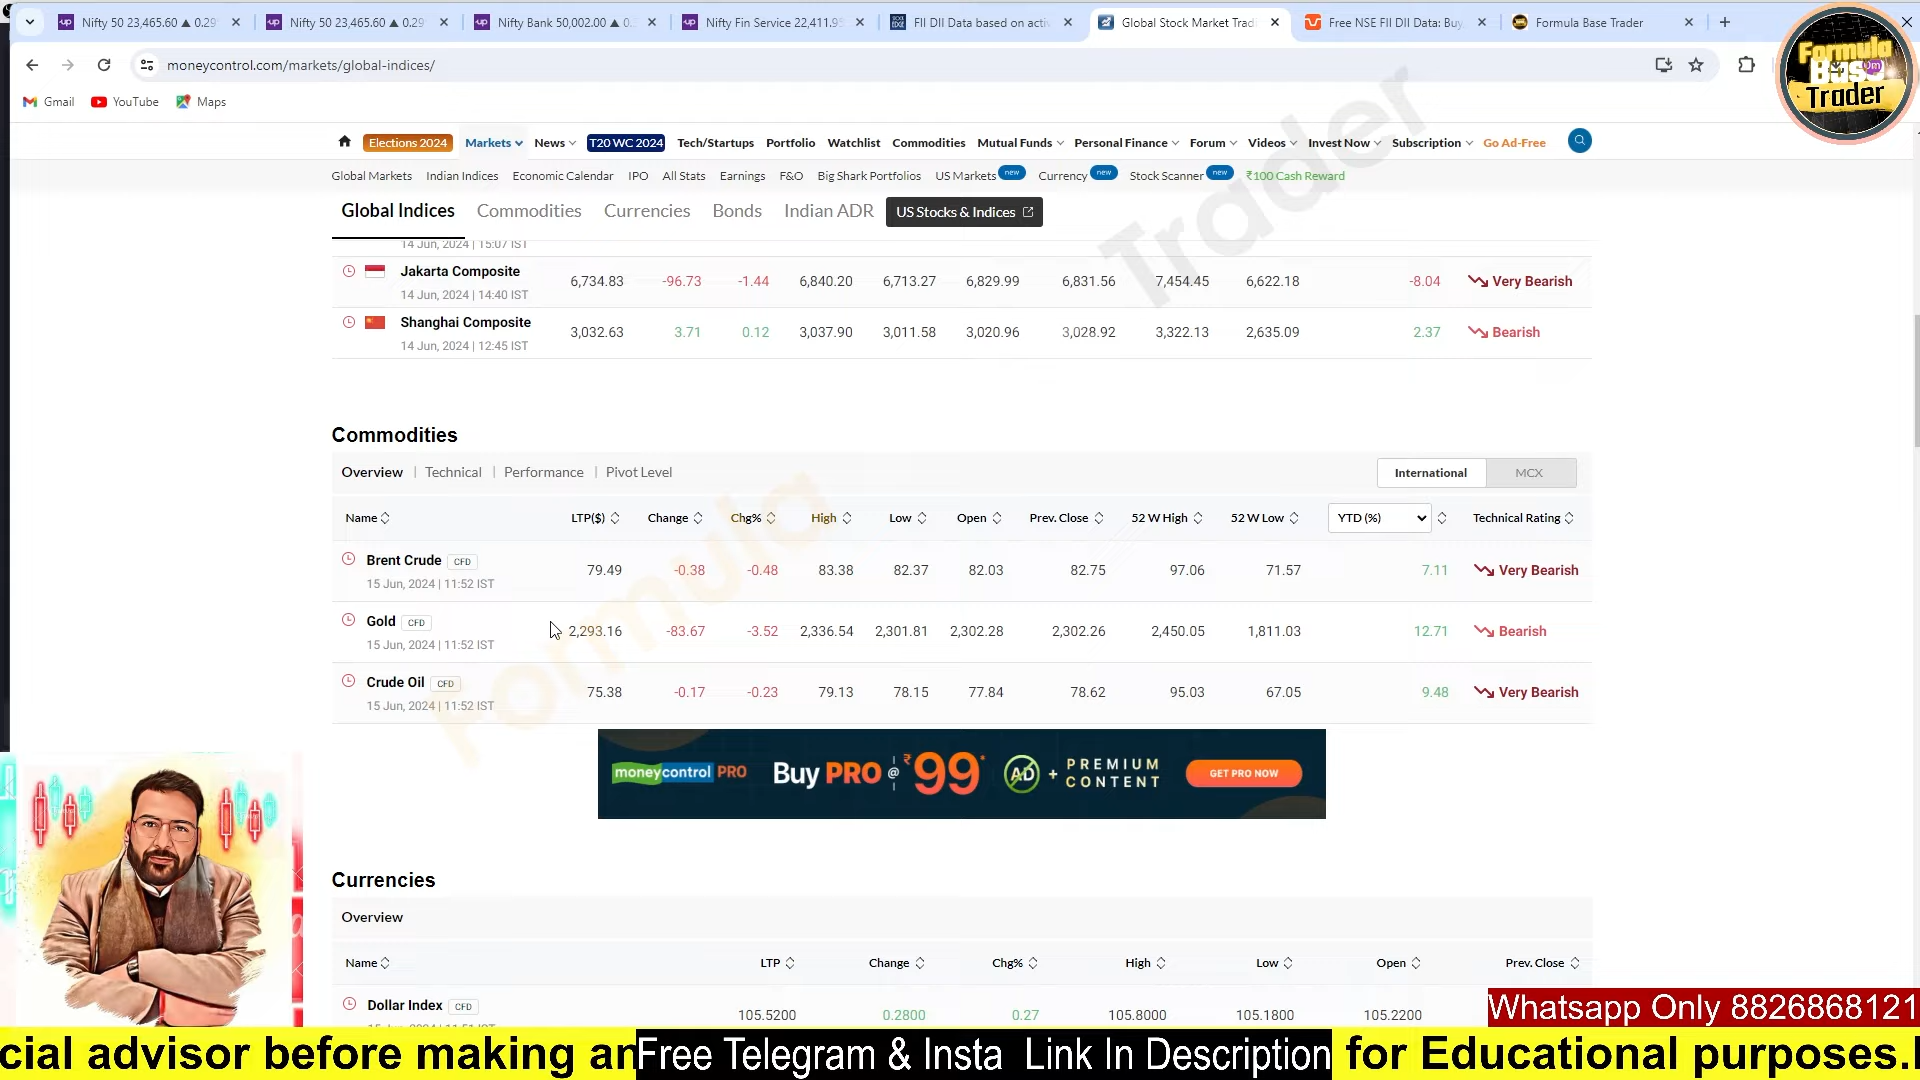 Nifty 50 23,465.60 ▲ 0.29
Nifty 50 23,465.60 ▲ 0.29
Nifty Bank 50,002.00 ▲ 0.
Nifty Fin Service 22,411.9
FII DII Data based on activ
Global Stock Market Tradi
Free NSE FII DII Data: Buy
Formula Base Trader
moneycontrol.com/markets/global-indices/
Gmail
YouTube
Maps
Formula
Base
Trader
Elections 2024 Markets News T20 WC 2024 Tech/Startups Portfolio Watchlist Commodities Mutual Funds Personal Finance Forum Videos Invest Now Subscription Go Ad-Free
Global Markets Indian Indices Economic Calendar IPO All Stats Earnings F&O Big Shark Portfolios US Markets new Currency new Stock Scanner new ₹100 Cash Reward
Global Indices Commodities Currencies Bonds Indian ADR US Stocks & Indices
14 Jun, 2024 | 15:07 IST
Jakarta Composite 6,734.83 -96.73 -1.44 6,840.20 6,713.27 6,829.99 6,831.56 7,454.45 6,622.18 -8.04 Very Bearish
14 Jun, 2024 | 14:40 IST
Shanghai Composite 3,032.63 3.71 0.12 3,037.90 3,011.58 3,020.96 3,028.92 3,322.13 2,635.09 2.37 Bearish
14 Jun, 2024 | 12:45 IST
Commodities
Overview | Technical | Performance | Pivot Level International MCX
Name LTP($) Change Chg% High Low Open Prev. Close 52 W High 52 W Low YTD (%) Technical Rating
Brent Crude CFD 79.49 -0.38 -0.48 83.38 82.37 82.03 82.75 97.06 71.57 7.11 Very Bearish
15 Jun, 2024 | 11:52 IST
Gold CFD 2,293.16 -83.67 -3.52 2,336.54 2,301.81 2,302.28 2,302.26 2,450.05 1,811.03 12.71 Bearish
15 Jun, 2024 | 11:52 IST
Crude Oil CFD 75.38 -0.17 -0.23 79.13 78.15 77.84 78.62 95.03 67.05 9.48 Very Bearish
15 Jun, 2024 | 11:52 IST
moneycontrol PRO Buy PRO @ ₹99* AD + PREMIUM CONTENT GET PRO NOW
Currencies
Overview
Name LTP Change Chg% High Low Open Prev. Close
Dollar Index CFD 105.5200 0.2800 0.27 105.8000 105.1800 105.2200
Formula
Trader
Whatsapp Only 8826868121
cial advisor before making an
Free Telegram & Insta Link In Description
for Educational purposes.